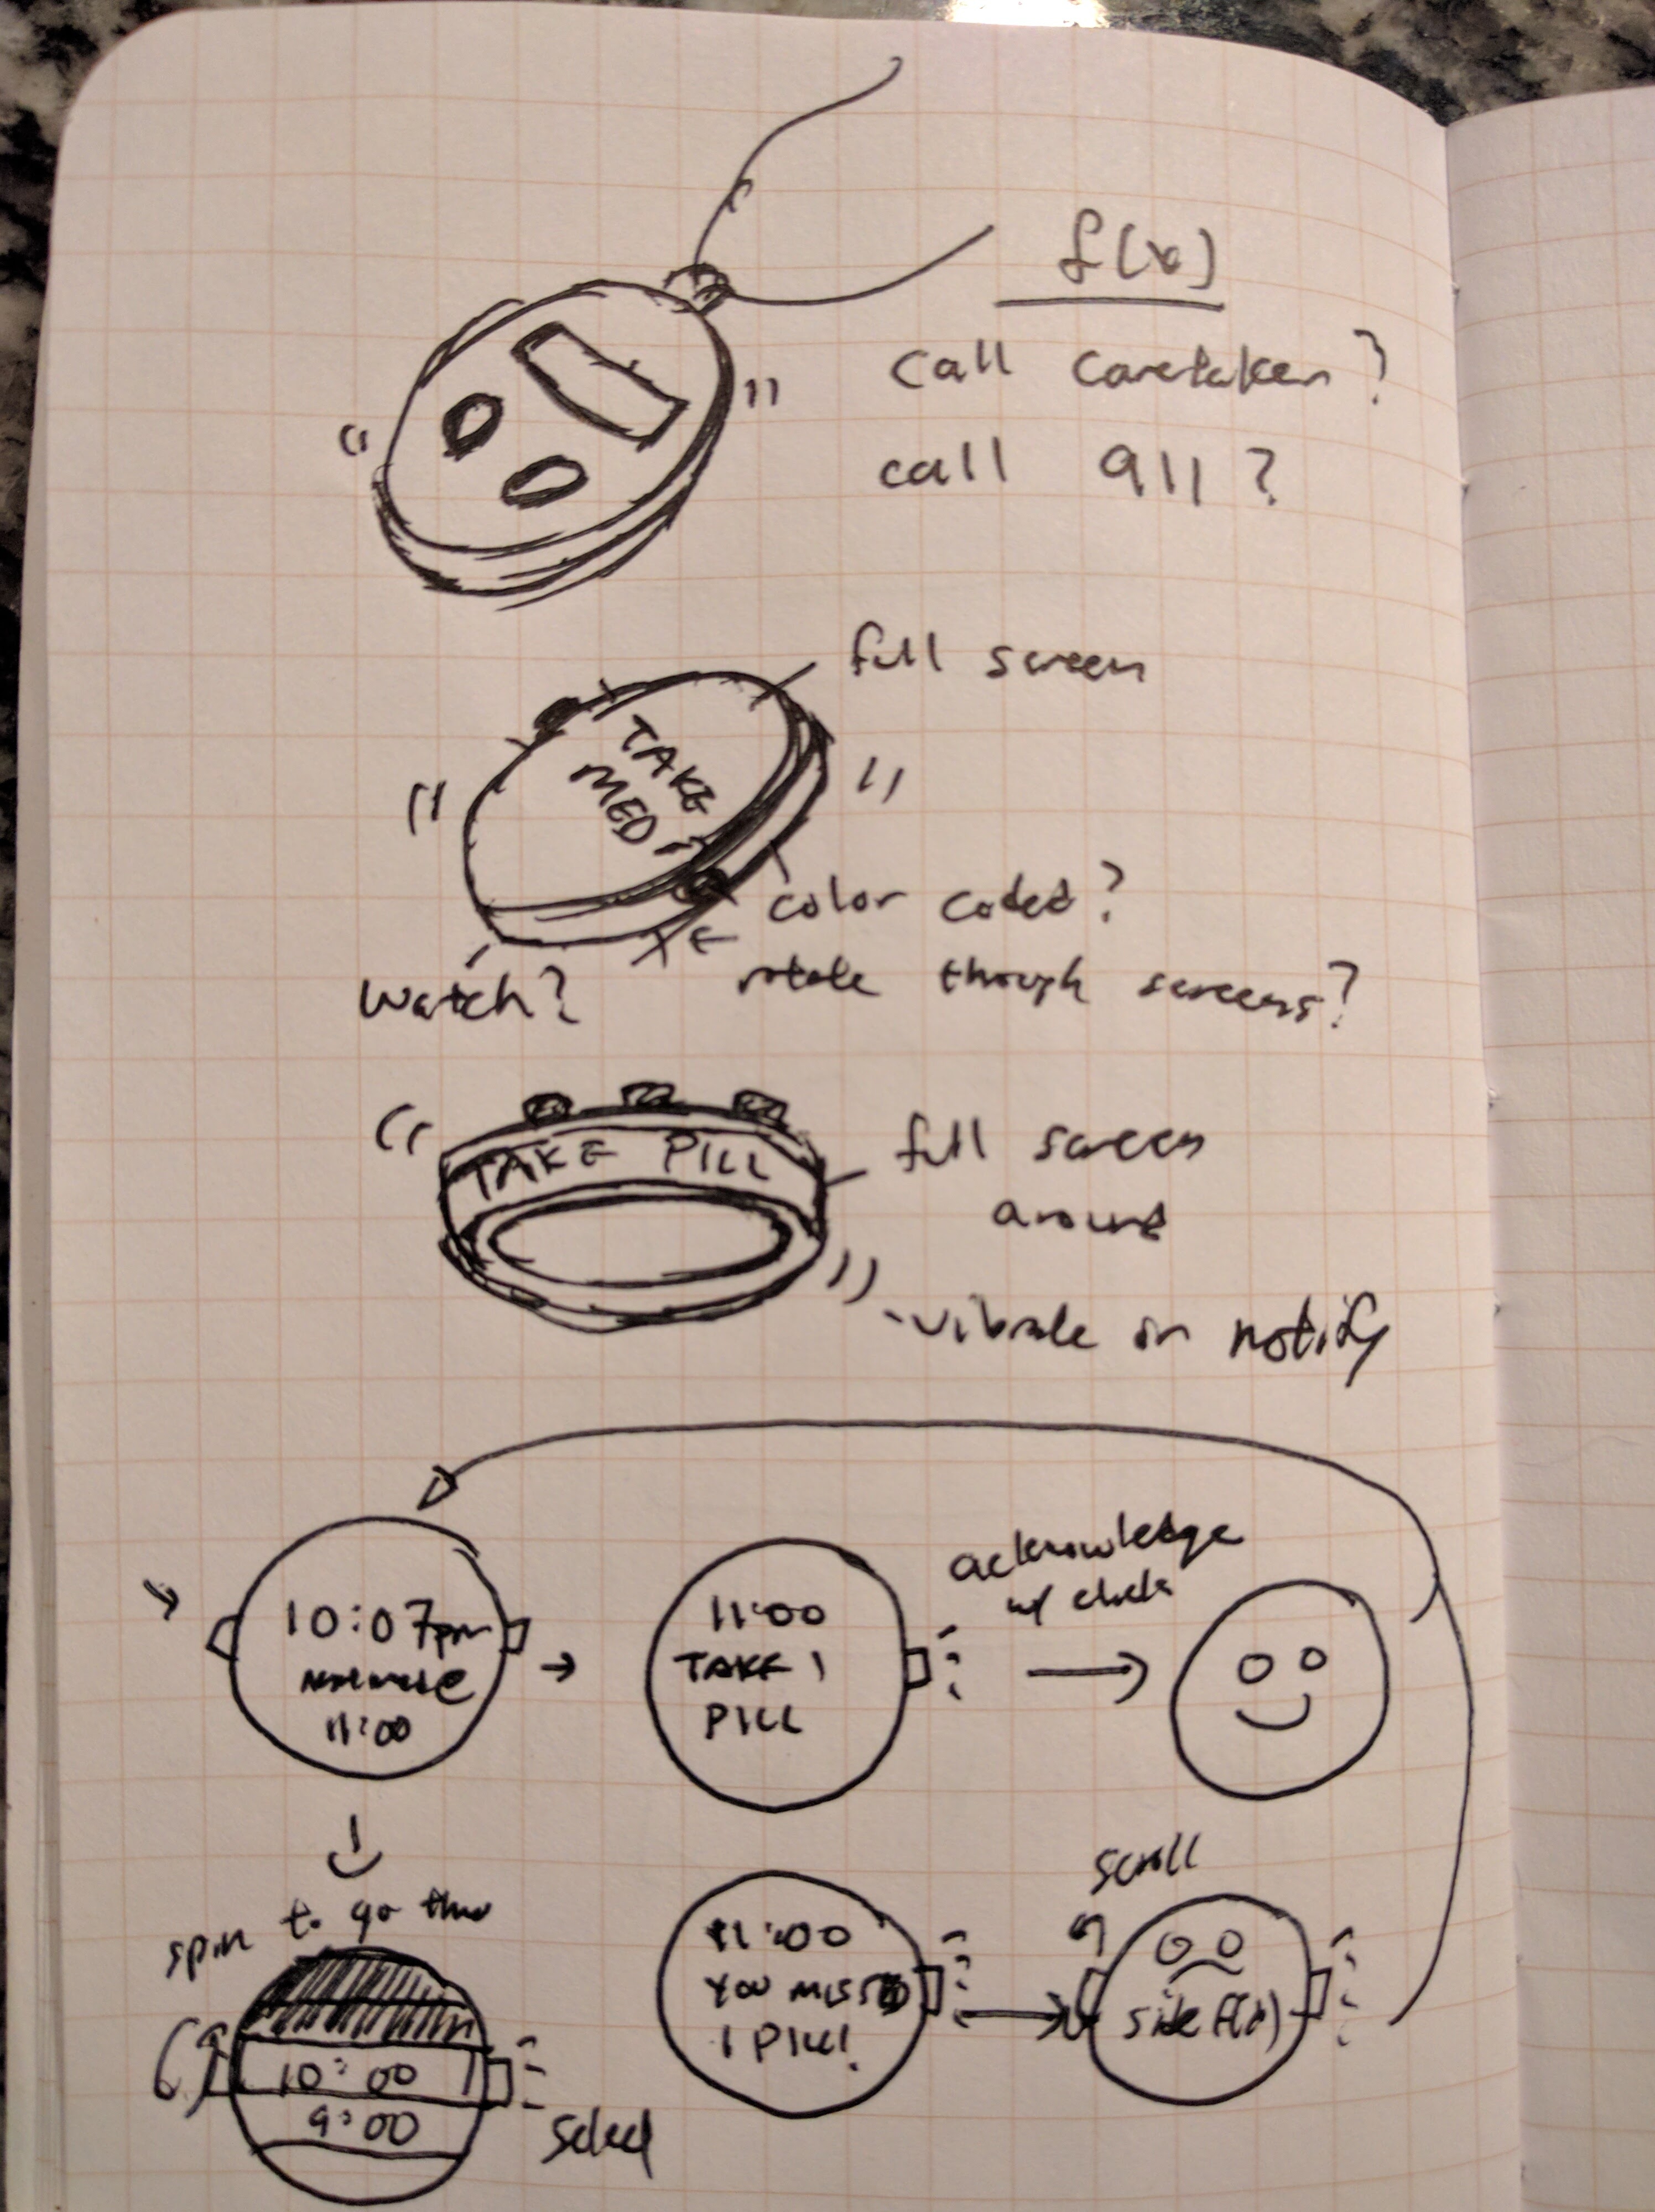 f(x)
call caretaker?
call 911?
full screen
TAKE
MED
color coded?
watch?
rotate through screens?
TAKE PILL
full screen
around
-vibrate on notify
acknowledge
w/ click
10:07pm
11:00
11:00
TAKE 1
PILL
scroll
spin to go thru
11:00
YOU MISSED
1 PILL!
side f(x)
10:00
9:00
select